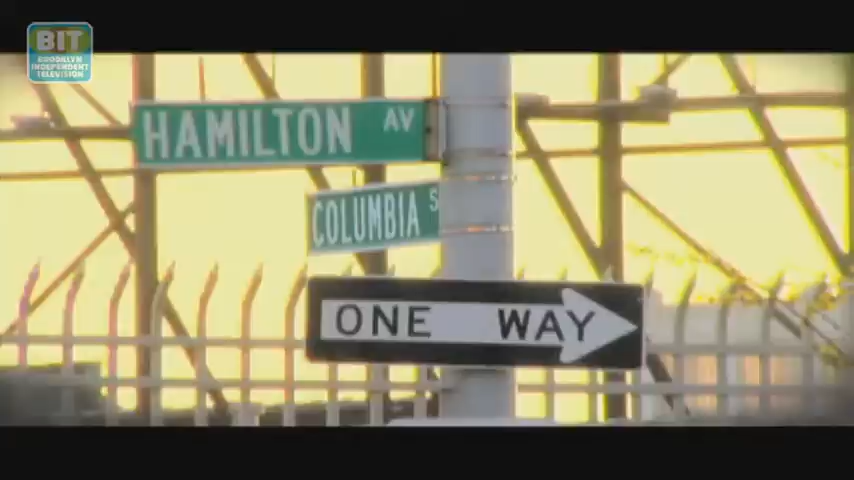 BIT
BROOKLYN
INDEPENDENT
TELEVISION
HAMILTON AV
COLUMBIA S
ONE WAY